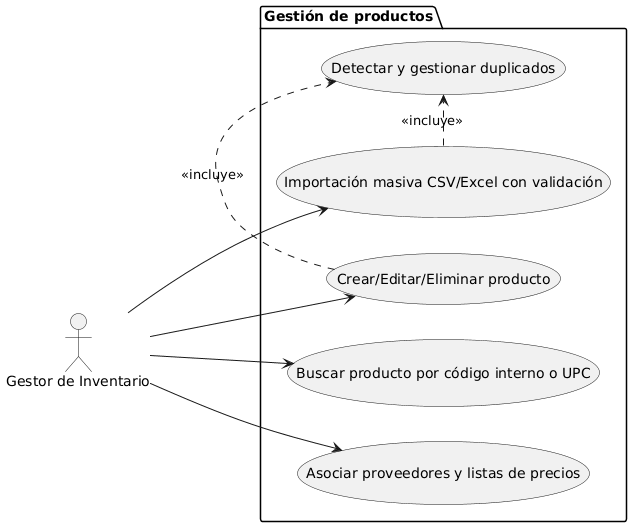 Gestión de productos
Detectar y gestionar duplicados
«incluye»
Importación masiva CSV/Excel con validación
«incluye»
Crear/Editar/Eliminar producto
Buscar producto por código interno o UPC
Gestor de Inventario
Asociar proveedores y listas de precios